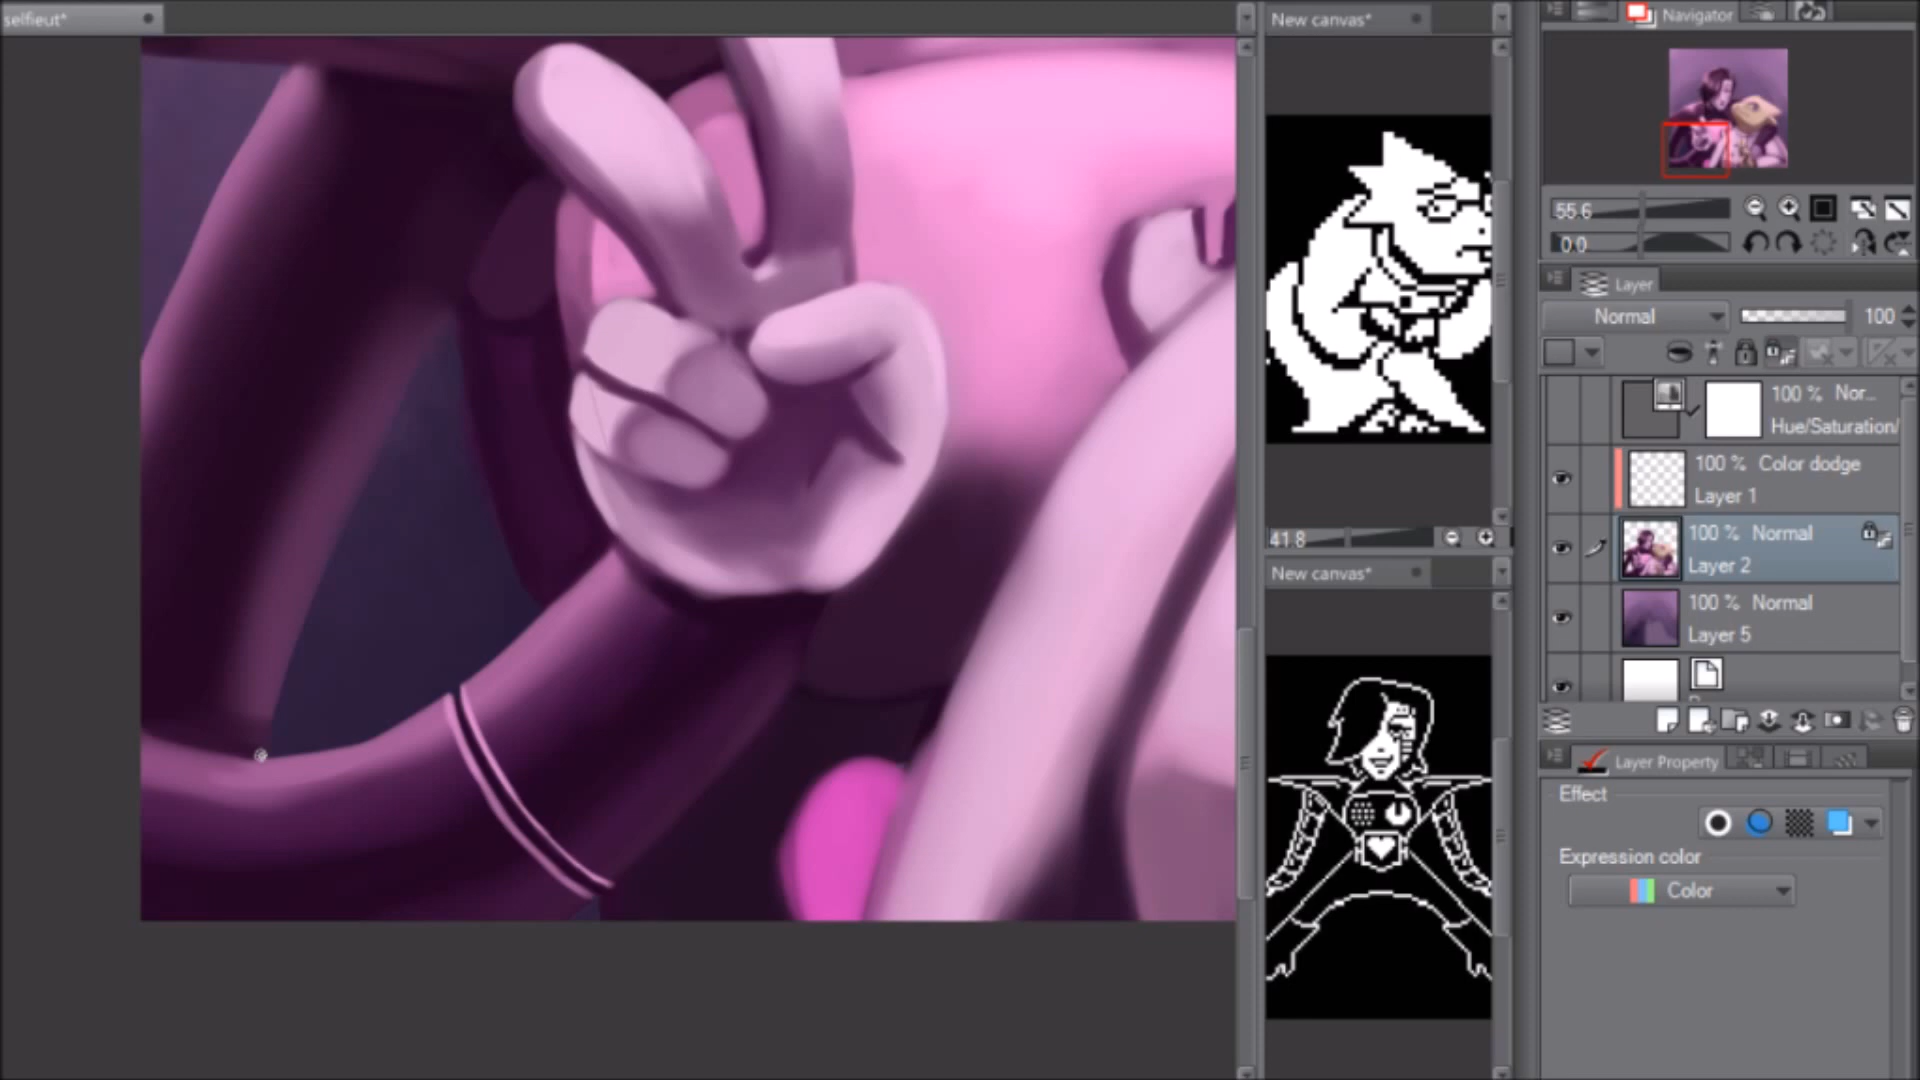 selfieut*
New canvas*
Navigator
55.6
0.0
Layer
Normal
100
100 % Nor...
Hue/Saturation/
100 % Color dodge
Layer 1
100 % Normal
Layer 2
100 % Normal
Layer 5
41.8
New canvas*
Layer Property
Effect
Expression color
Color